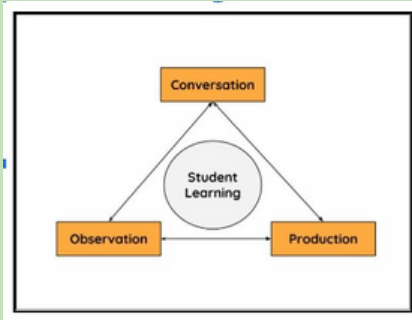 Conversation
Student
Learning
Observation
Production